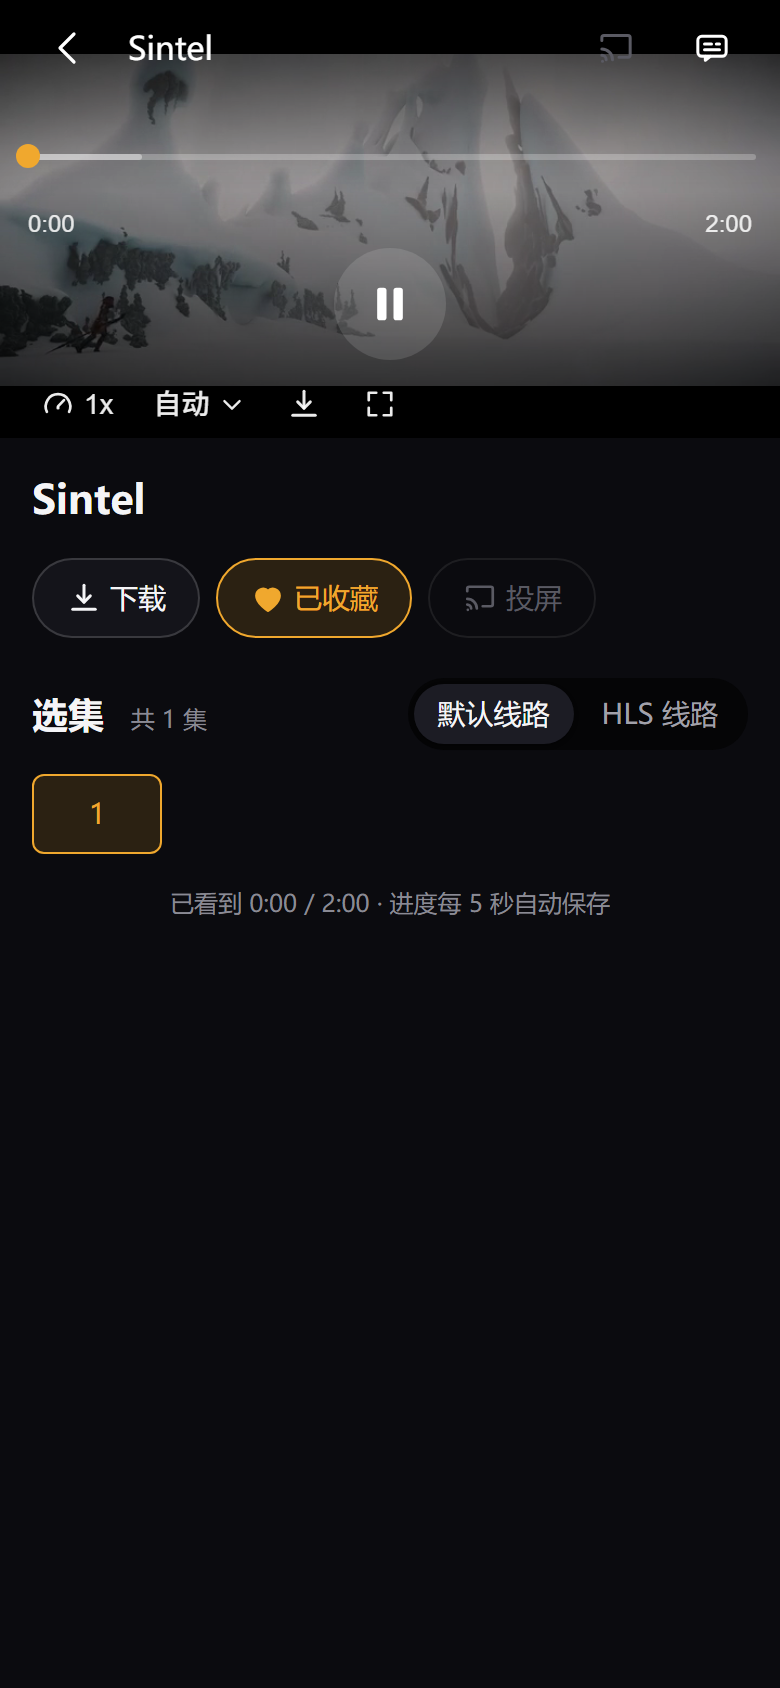 Sintel
0:00
2:00
1x 自动
Sintel
下载 已收藏 投屏
选集 共 1 集 默认线路 HLS 线路
1
已看到 0:00 / 2:00 · 进度每 5 秒自动保存